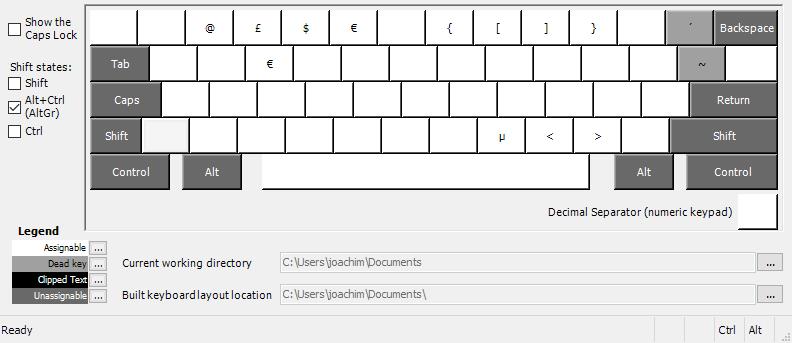 Show the
Caps Lock
@ £ $ € { [ ] } ´ Backspace
Shift states:
Tab € ~
Shift
Alt+Ctrl
(AltGr)
Caps Return
Ctrl
Shift µ < > Shift
Control Alt Alt Control
Decimal Separator (numeric keypad)
Legend
Assignable ...
Dead key ...
Clipped Text ...
Unassignable ...
Current working directory C:\Users\joachim\Documents ...
Built keyboard layout location C:\Users\joachim\Documents\ ...
Ready Ctrl Alt